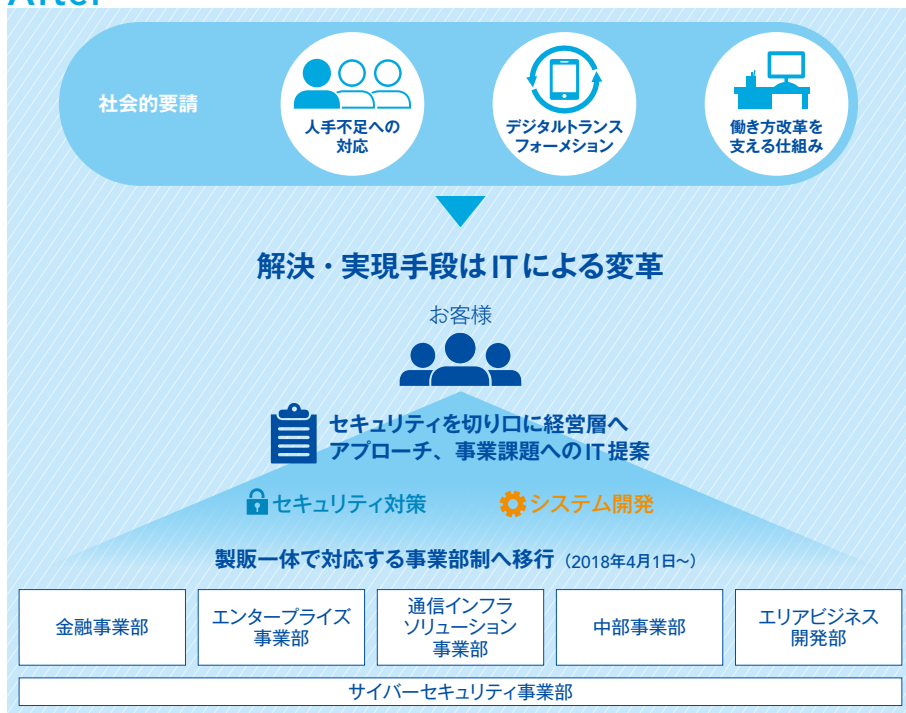 After
社会的要請
人手不足への
対応
デジタルトランス
フォーメション
働き方改革を
支える仕組み
解決・実現手段はITによる変革
お客様
セキュリティを切り口に経営層へ
アプローチ、事業課題へのIT提案
セキュリティ対策
システム開発
製販一体で対応する事業部制へ移行（2018年4月1日～）
金融事業部
エンタープライズ
事業部
通信インフラ
ソリューション
事業部
中部事業部
エリアビジネス
開発部
サイバーセキュリティ事業部